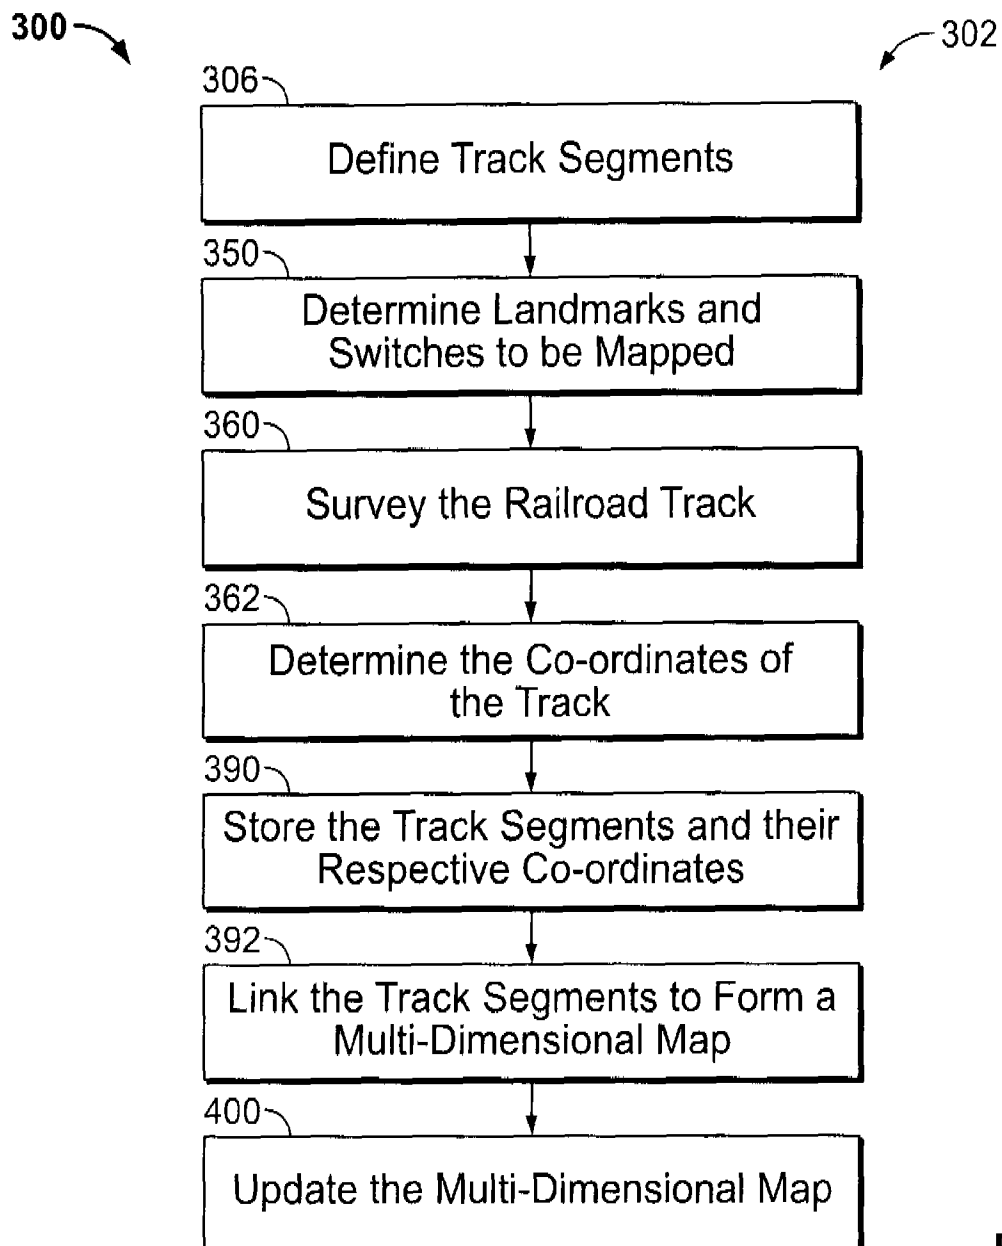 300
302
306
Define Track Segments
350
Determine Landmarks and
Switches to be Mapped
360
Survey the Railroad Track
362
Determine the Co-ordinates of
the Track
390
Store the Track Segments and their
Respective Co-ordinates
392
Link the Track Segments to Form a
Multi-Dimensional Map
400
Update the Multi-Dimensional Map